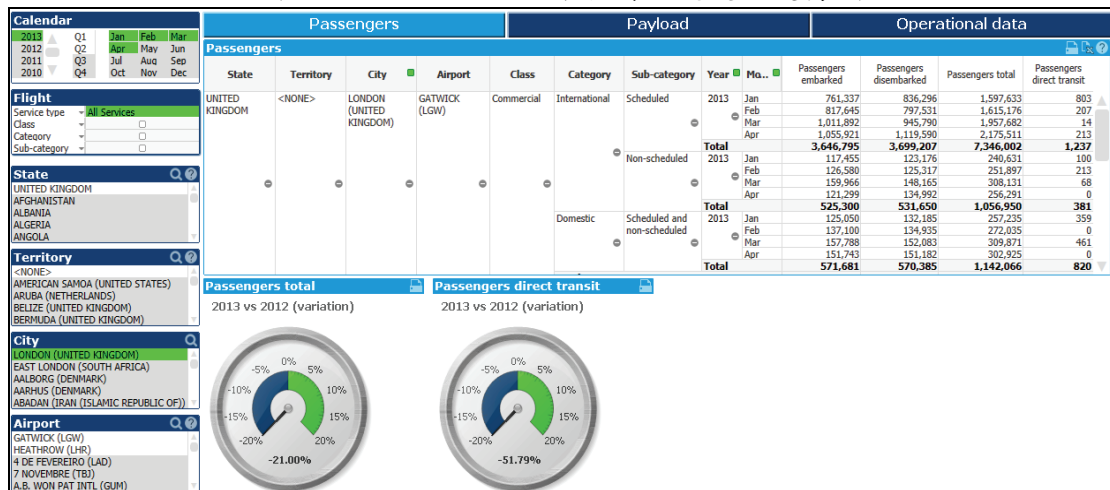 Calendar
2013 Q1 Jan Feb Mar
2012 Q2 Apr May Jun
2011 Q3 Jul Aug Sep
2010 Q4 Oct Nov Dec
Flight
Service type All Services
Class
Category
Sub-category
State
UNITED KINGDOM
AFGHANISTAN
ALBANIA
ALGERIA
ANGOLA
Territory
<NONE>
AMERICAN SAMOA (UNITED STATES)
ARUBA (NETHERLANDS)
BELIZE (UNITED KINGDOM)
BERMUDA (UNITED KINGDOM)
City
LONDON (UNITED KINGDOM)
EAST LONDON (SOUTH AFRICA)
AALBORG (DENMARK)
AARHUS (DENMARK)
ABADAN (IRAN (ISLAMIC REPUBLIC OF))
Airport
GATWICK (LGW)
HEATHROW (LHR)
4 DE FEVEREIRO (LAD)
7 NOVEMBRE (TBJ)
A.B. WON PAT INTL (GUM)
Passengers Payload Operational data
Passengers
State Territory City Airport Class Category Sub-category Year Mo... Passengers embarked Passengers disembarked Passengers total Passengers direct transit
UNITED KINGDOM <NONE> LONDON (UNITED KINGDOM) GATWICK (LGW) Commercial International Scheduled 2013 Jan 761,337 836,296 1,597,633 803
Feb 817,645 797,531 1,615,176 207
Mar 1,011,892 945,790 1,957,682 14
Apr 1,055,921 1,119,590 2,175,511 213
Total 3,646,795 3,699,207 7,346,002 1,237
Non-scheduled 2013 Jan 117,455 123,176 240,631 100
Feb 126,580 125,317 251,897 213
Mar 159,966 148,165 308,131 68
Apr 121,299 134,992 256,291 0
Total 525,300 531,650 1,056,950 381
Domestic Scheduled and non-scheduled 2013 Jan 125,050 132,185 257,235 359
Feb 137,100 134,935 272,035 0
Mar 157,788 152,083 309,871 461
Apr 151,743 151,182 302,925 0
Total 571,681 570,385 1,142,066 820
Passengers total
2013 vs 2012 (variation)
0%
-5% 5%
-10% 10%
-15% 15%
-20% 20%
-21.00%
Passengers direct transit
2013 vs 2012 (variation)
0%
-5% 5%
-10% 10%
-15% 15%
-20% 20%
-51.79%